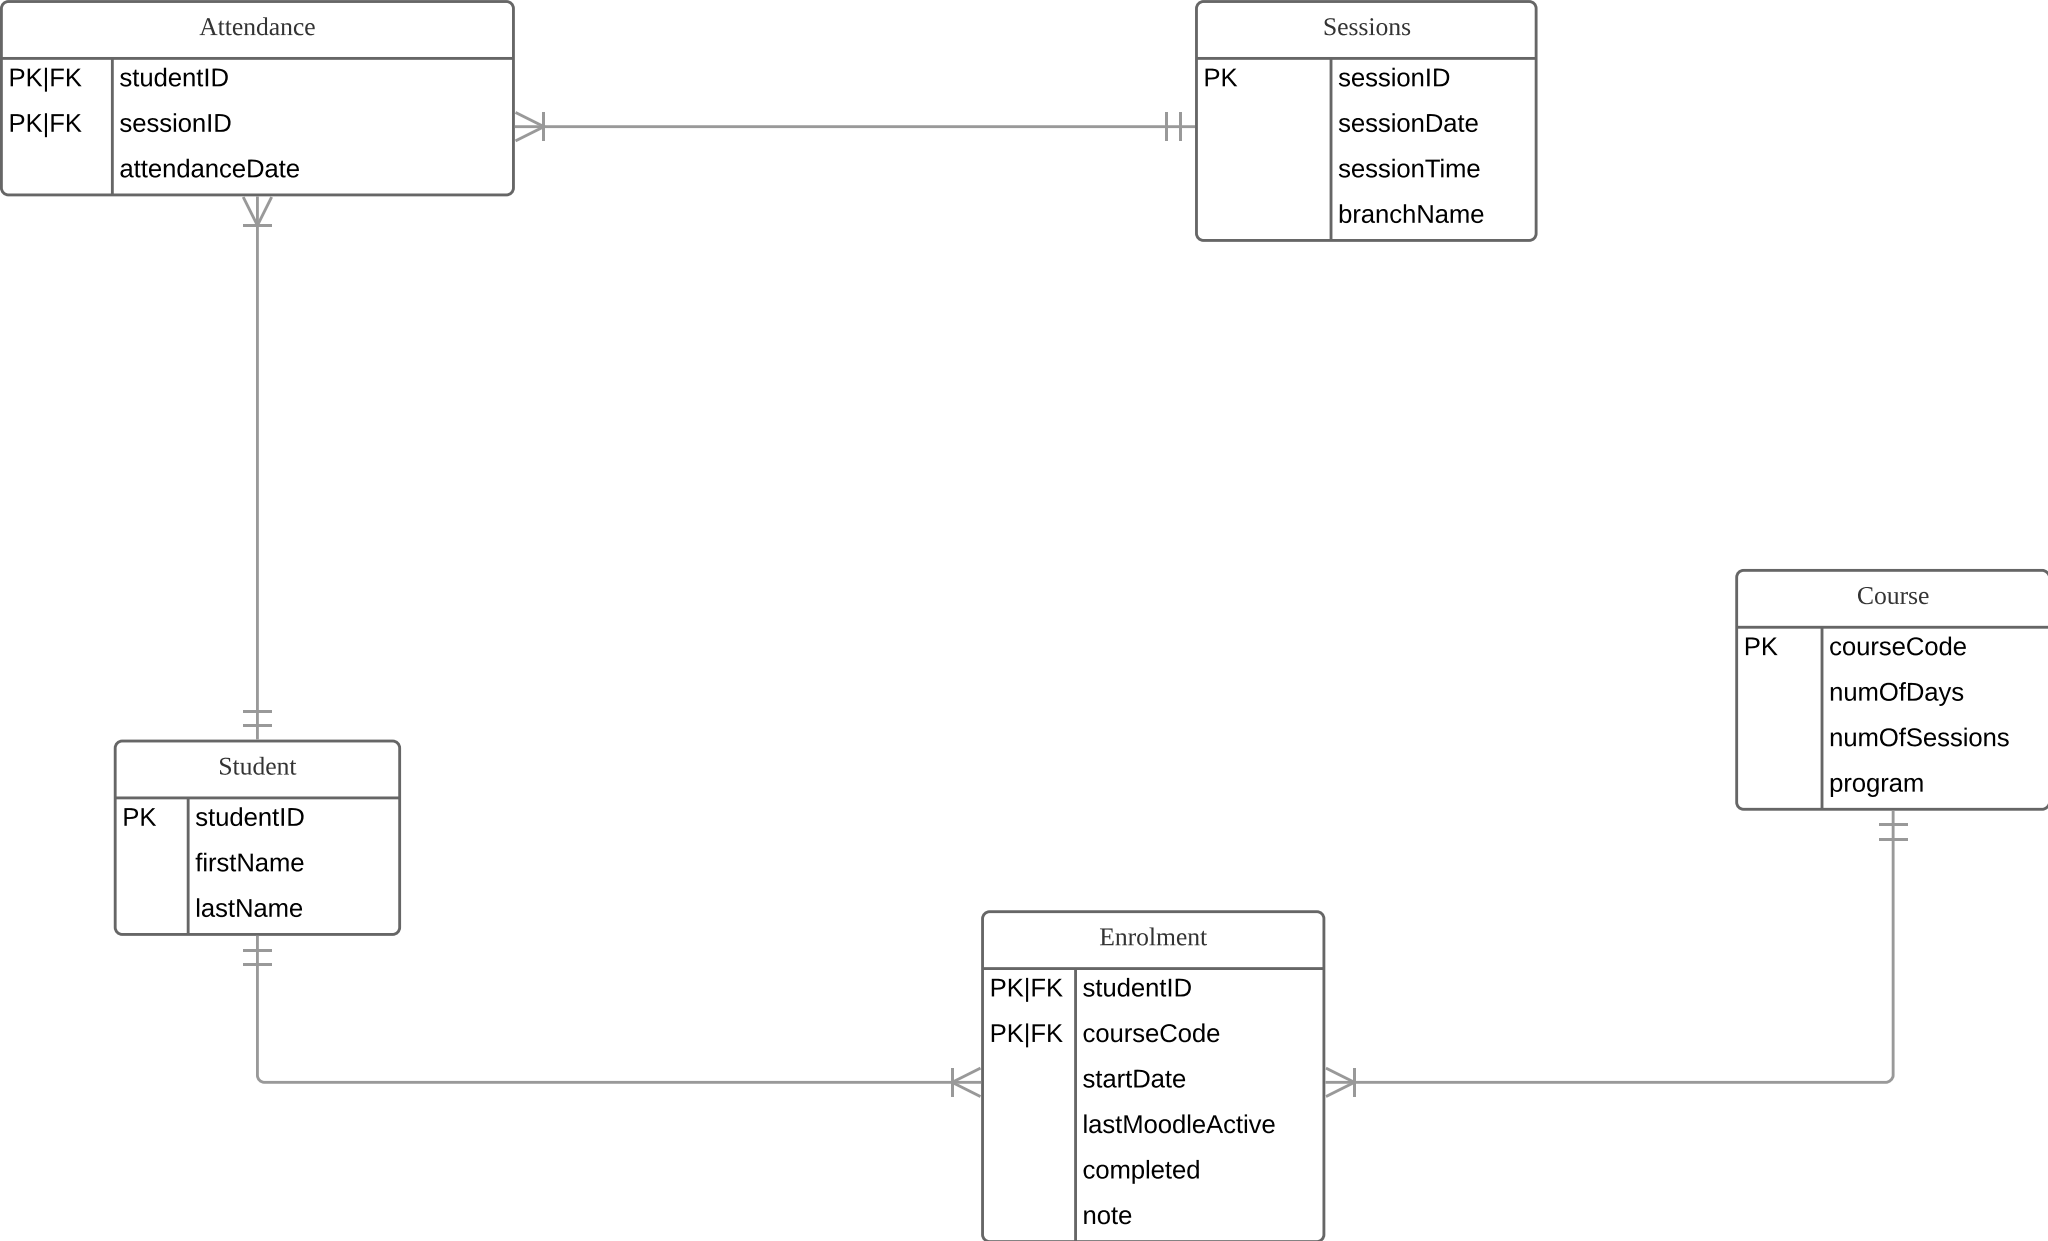 Attendance
PK|FK studentID
PK|FK sessionID
attendanceDate
Sessions
PK sessionID
sessionDate
sessionTime
branchName
Course
PK courseCode
numOfDays
numOfSessions
program
Student
PK studentID
firstName
lastName
Enrolment
PK|FK studentID
PK|FK courseCode
startDate
lastMoodleActive
completed
note